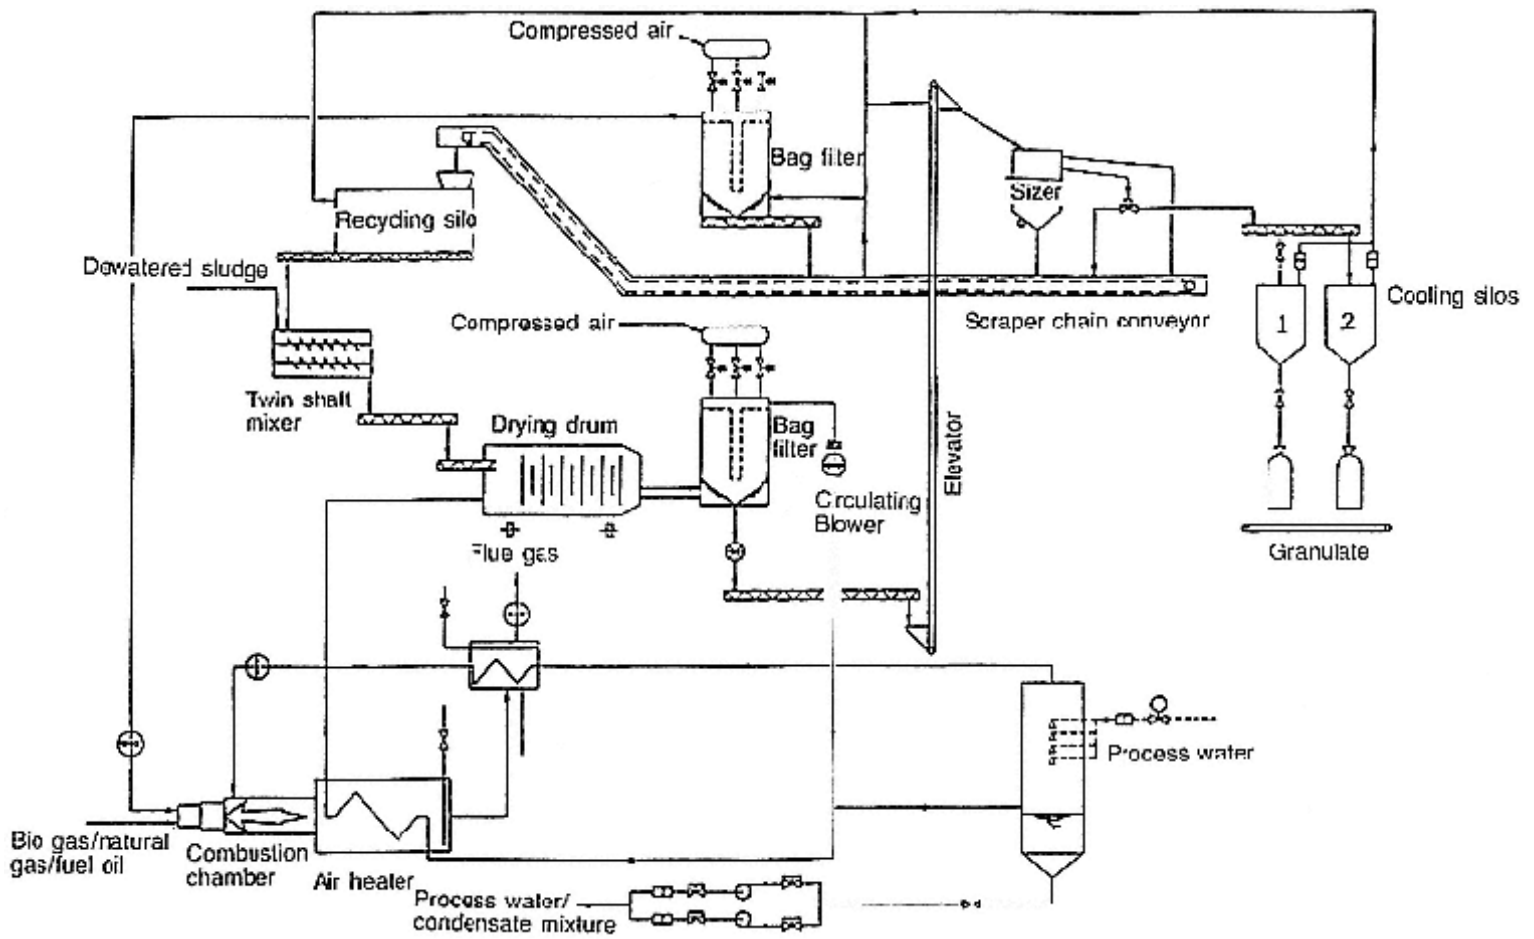 Compressed air
Bag filter
Sizer
Recycling silo
Dewatered sludge
Cooling silos
1
2
Compressed air
Scraper chain conveyor
Twin shaft
mixer
Drying drum
Bag
filter
Elevator
Circulating
Blower
Flue gas
Granulate
Process water
Bio gas/natural
gas/fuel oil
Combustion
chamber
Air heater
Process water/
condensate mixture